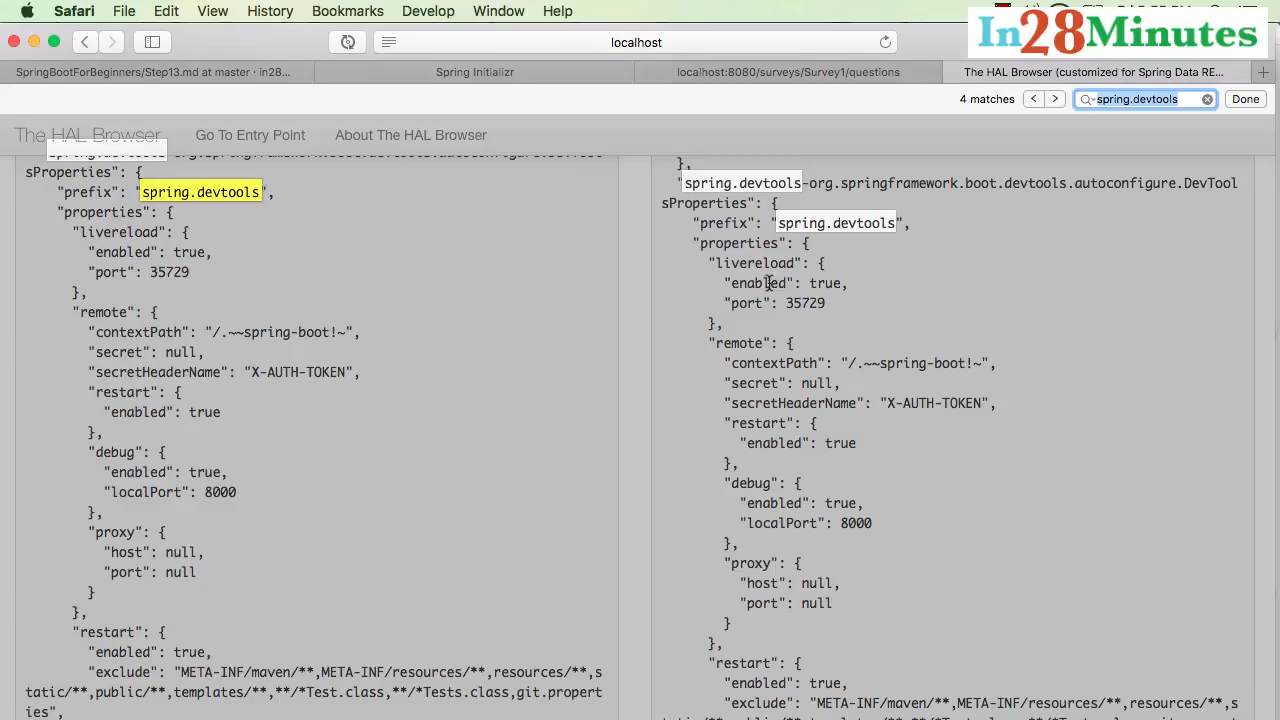 Safari File Edit View History Bookmarks Develop Window Help
In28Minutes
localhost
SpringBootForBeginners/Step13.md at master · in28...
Spring Initializr
localhost:8080/surveys/Survey1/questions
The HAL Browser (customized for Spring Data RE...
4 matches
spring.devtools
Done
The HAL Browser
Go To Entry Point
About The HAL Browser
sProperties": {
"prefix": "spring.devtools",
"properties": {
"livereload": {
"enabled": true,
"port": 35729
},
"remote": {
"contextPath": "/.~~spring-boot!~",
"secret": null,
"secretHeaderName": "X-AUTH-TOKEN",
"restart": {
"enabled": true
},
"debug": {
"enabled": true,
"localPort": 8000
},
"proxy": {
"host": null,
"port": null
}
},
"restart": {
"enabled": true,
"exclude": "META-INF/maven/**,META-INF/resources/**,resources/**,s
tatic/**,public/**,templates/**,**/*Test.class,**/*Tests.class,git.propert
ies",
},
"spring.devtools-org.springframework.boot.devtools.autoconfigure.DevTool
sProperties": {
"prefix": "spring.devtools",
"properties": {
"livereload": {
"enabled": true,
"port": 35729
},
"remote": {
"contextPath": "/.~~spring-boot!~",
"secret": null,
"secretHeaderName": "X-AUTH-TOKEN",
"restart": {
"enabled": true
},
"debug": {
"enabled": true,
"localPort": 8000
},
"proxy": {
"host": null,
"port": null
}
},
"restart": {
"enabled": true,
"exclude": "META-INF/maven/**,META-INF/resources/**,resources/**,s